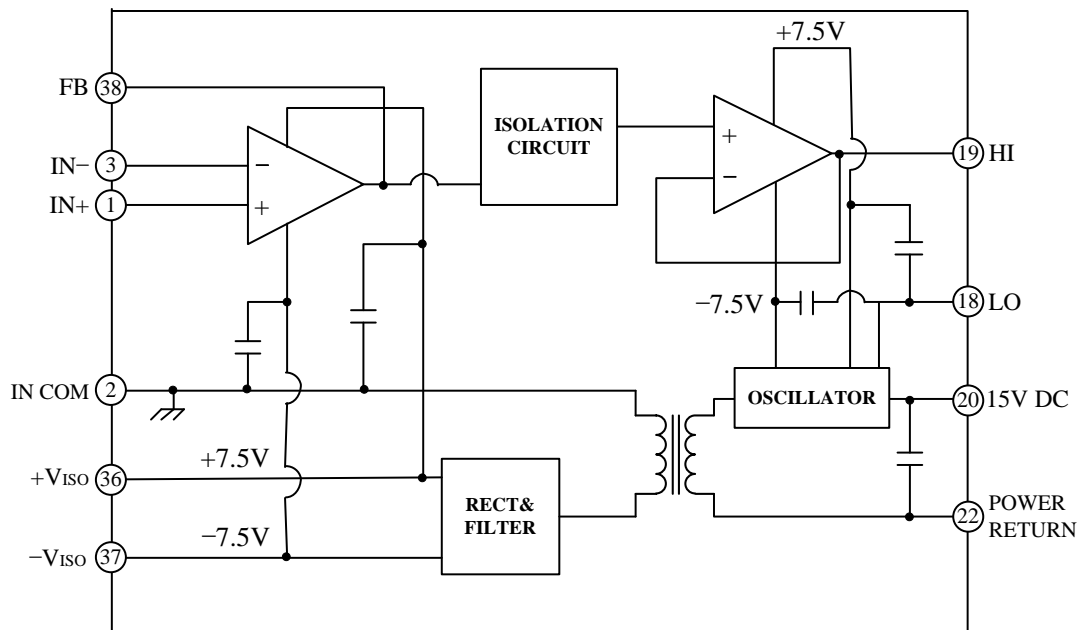 +7.5V
FB 38
ISOLATION
CIRCUIT
IN− 3
−
+
−
19 HI
IN+ 1
+
−7.5V
18 LO
IN COM 2
OSCILLATOR
20 15V DC
+VISO 36
+7.5V
RECT&
FILTER
22 POWER
RETURN
−7.5V
−VISO 37